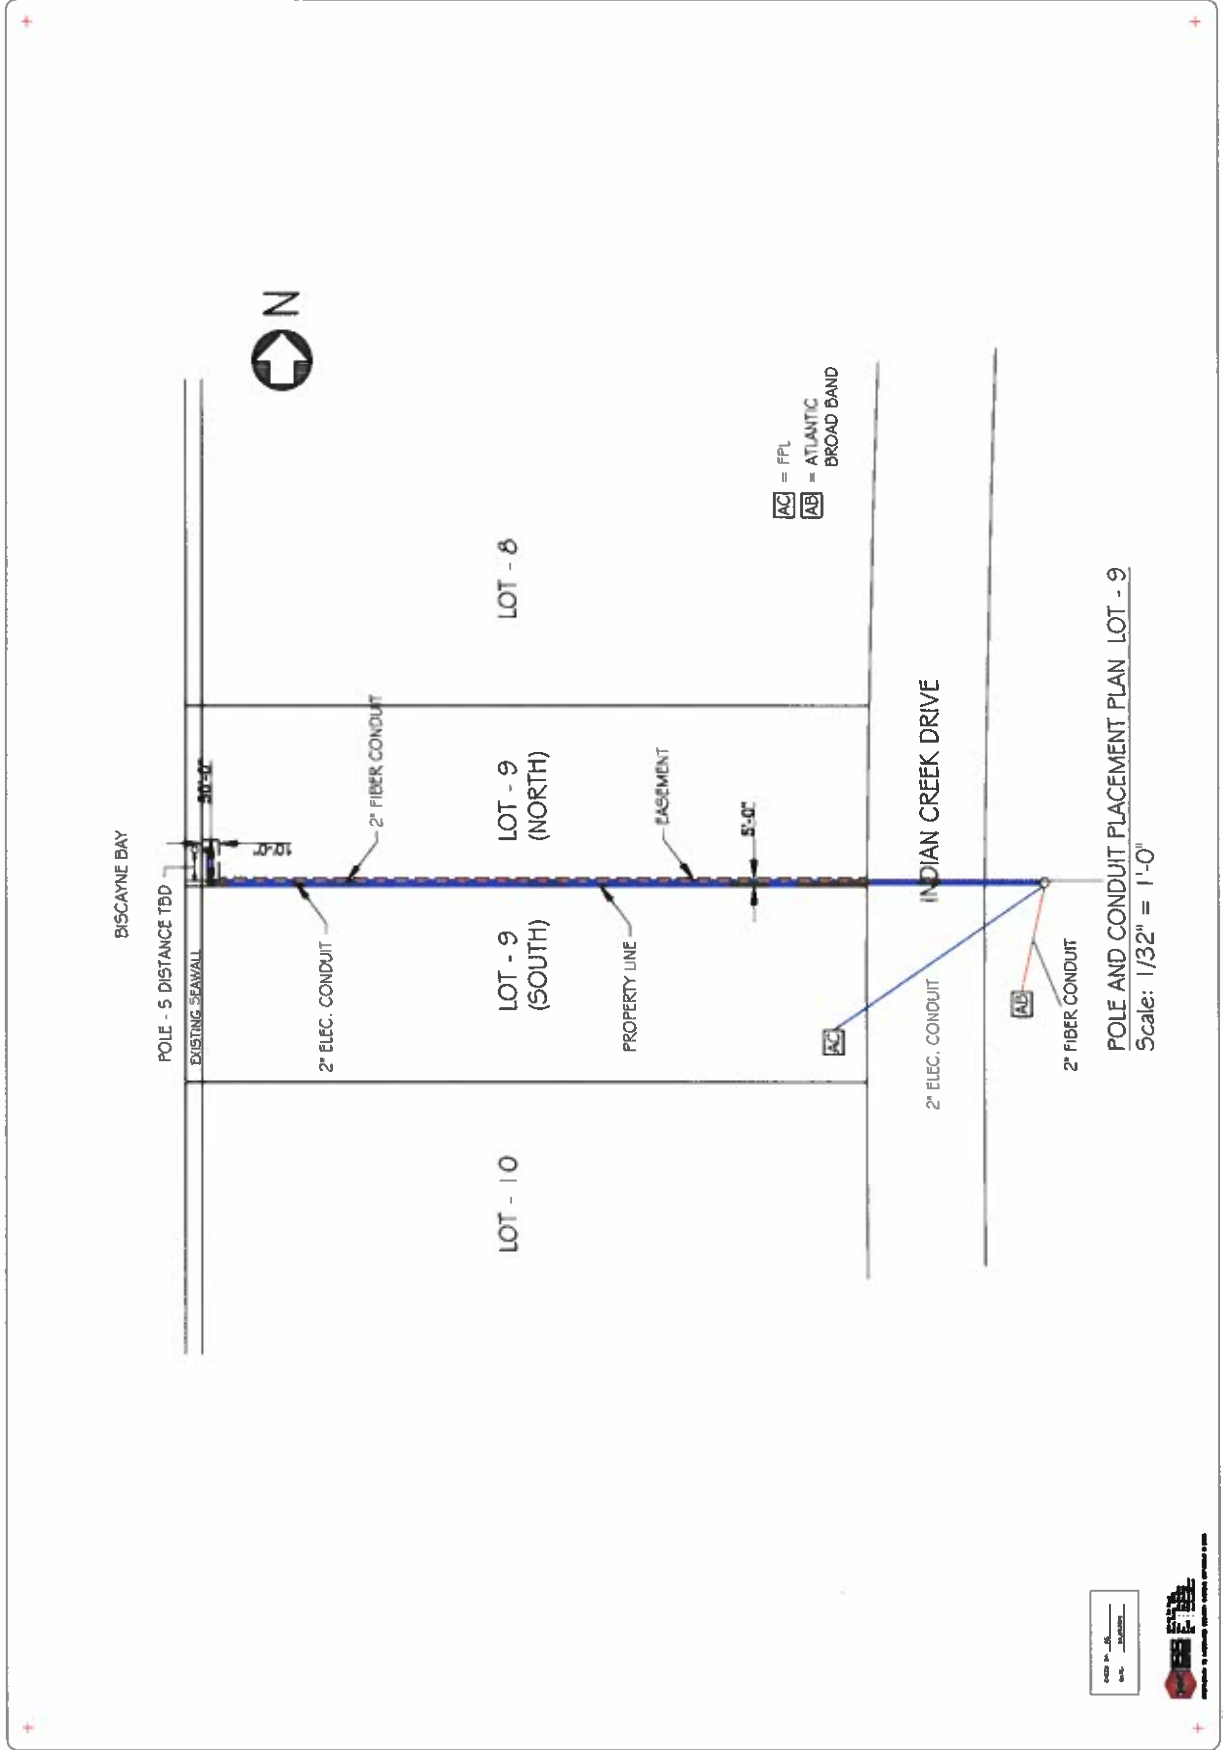 BISCAYNE BAY
POLE - 5 DISTANCE TBD
EXISTING SEAWALL
10'-0"
N
2" ELEC. CONDUIT
2" FIBER CONDUIT
LOT - 10
LOT - 9
(SOUTH)
LOT - 9
(NORTH)
LOT - 8
PROPERTY LINE
EASEMENT
5'-0"
AC = FPL
AB = ATLANTIC
BROAD BAND
AC
INDIAN CREEK DRIVE
2" ELEC. CONDUIT
AB
2" FIBER CONDUIT
POLE AND CONDUIT PLACEMENT PLAN LOT - 9
Scale: 1/32" = 1'-0"